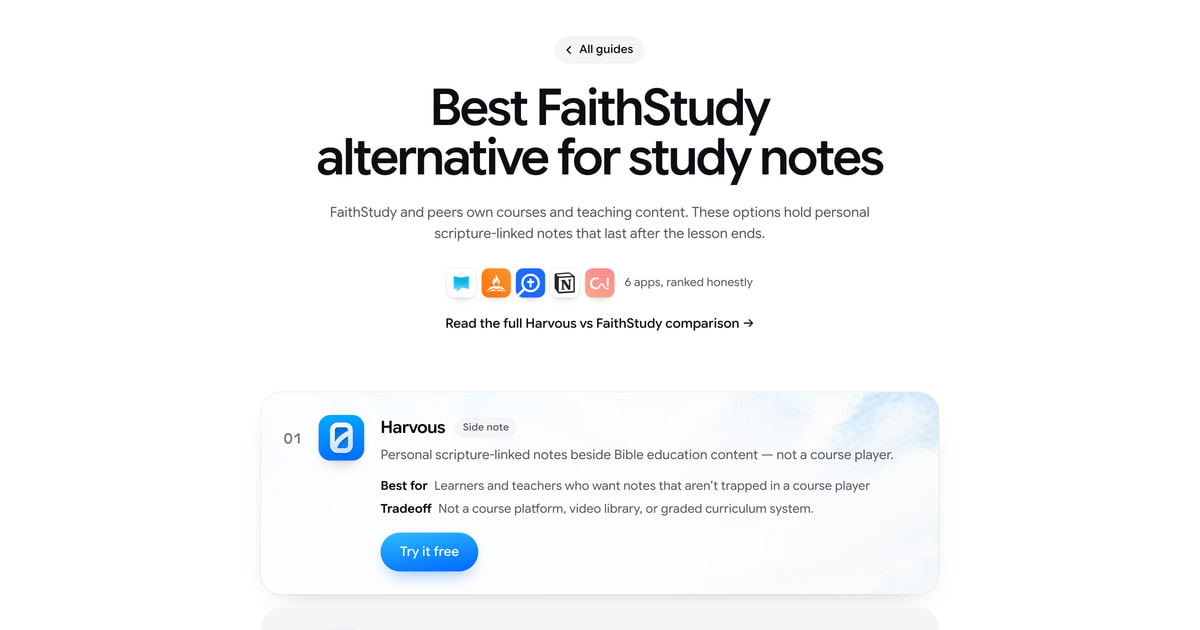 All guides
Best FaithStudy
alternative for study notes
FaithStudy and peers own courses and teaching content. These options hold personal
scripture-linked notes that last after the lesson ends.
6 apps, ranked honestly
Read the full Harvous vs FaithStudy comparison →
01
Harvous Side note
Personal scripture-linked notes beside Bible education content — not a course player.
Best for Learners and teachers who want notes that aren’t trapped in a course player
Tradeoff Not a course platform, video library, or graded curriculum system.
Try it free